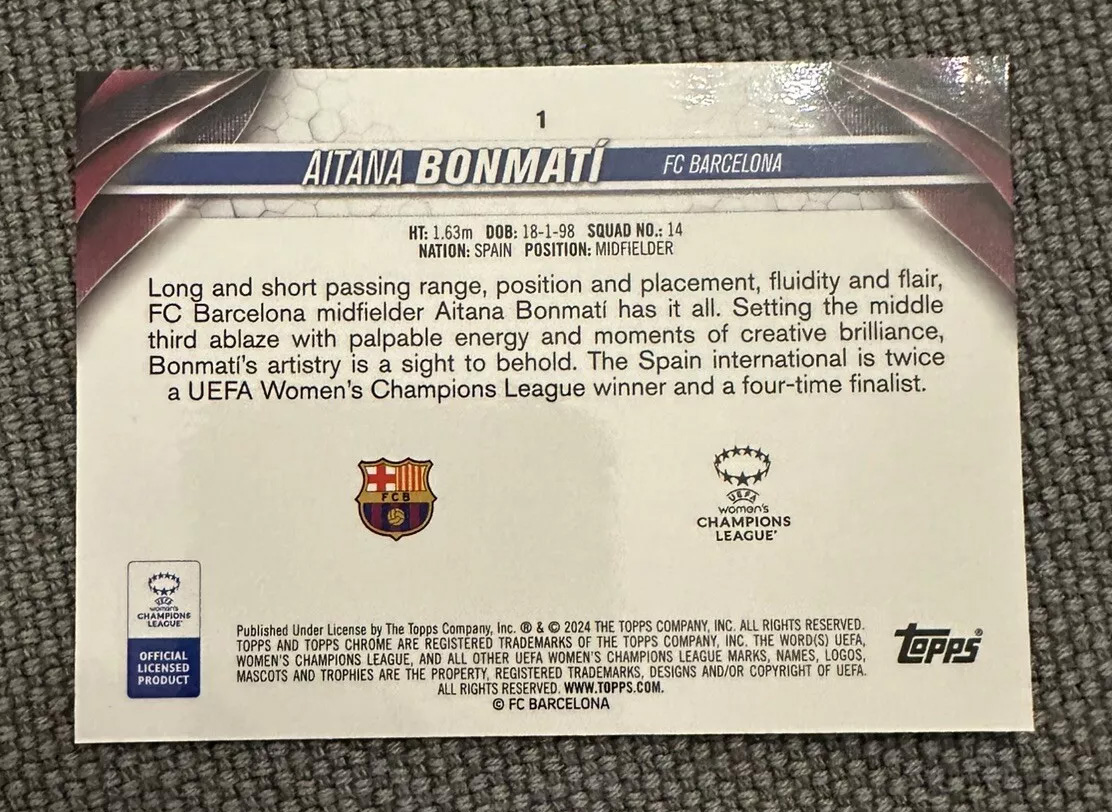 1
AITANA BONMATÍ FC BARCELONA
HT: 1.63m DOB: 18-1-98 SQUAD NO.: 14
NATION: SPAIN POSITION: MIDFIELDER
Long and short passing range, position and placement, fluidity and flair,
FC Barcelona midfielder Aitana Bonmatí has it all. Setting the middle
third ablaze with palpable energy and moments of creative brilliance,
Bonmatí's artistry is a sight to behold. The Spain international is twice
a UEFA Women's Champions League winner and a four-time finalist.
FCB
UEFA
women's
CHAMPIONS
LEAGUE
UEFA
women's
CHAMPIONS
LEAGUE
OFFICIAL
LICENSED
PRODUCT
Published Under License by The Topps Company, Inc. ® & © 2024 THE TOPPS COMPANY, INC. ALL RIGHTS RESERVED.
TOPPS AND TOPPS CHROME ARE REGISTERED TRADEMARKS OF THE TOPPS COMPANY, INC. THE WORD(S) UEFA,
WOMEN'S CHAMPIONS LEAGUE, AND ALL OTHER UEFA WOMEN'S CHAMPIONS LEAGUE MARKS, NAMES, LOGOS,
MASCOTS AND TROPHIES ARE THE PROPERTY, REGISTERED TRADEMARKS, DESIGNS AND/OR COPYRIGHT OF UEFA.
ALL RIGHTS RESERVED. WWW.TOPPS.COM.
© FC BARCELONA
topps®